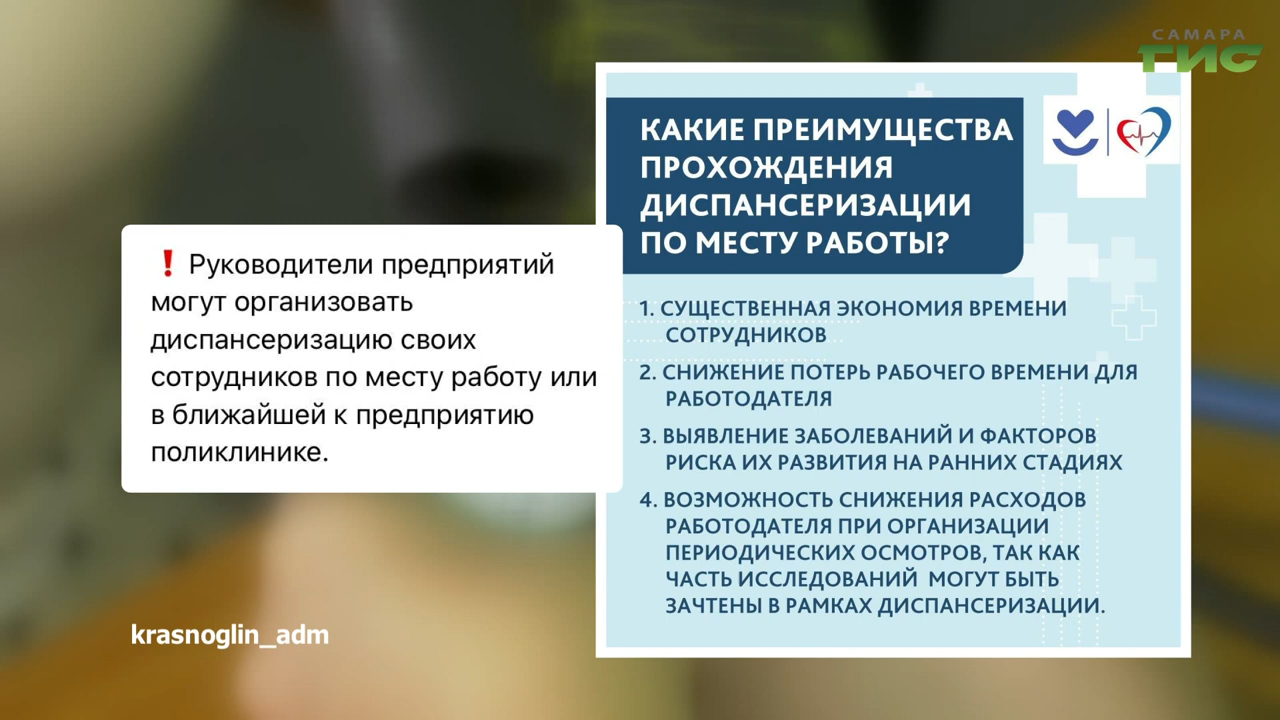 САМАРА
ГИС
КАКИЕ ПРЕИМУЩЕСТВА
ПРОХОЖДЕНИЯ
ДИСПАНСЕРИЗАЦИИ
ПО МЕСТУ РАБОТЫ?
❗ Руководители предприятий
могут организовать
диспансеризацию своих
сотрудников по месту работу или
в ближайшей к предприятию
поликлинике.
1. СУЩЕСТВЕННАЯ ЭКОНОМИЯ ВРЕМЕНИ
СОТРУДНИКОВ
2. СНИЖЕНИЕ ПОТЕРЬ РАБОЧЕГО ВРЕМЕНИ ДЛЯ
РАБОТОДАТЕЛЯ
3. ВЫЯВЛЕНИЕ ЗАБОЛЕВАНИЙ И ФАКТОРОВ
РИСКА ИХ РАЗВИТИЯ НА РАННИХ СТАДИЯХ
4. ВОЗМОЖНОСТЬ СНИЖЕНИЯ РАСХОДОВ
РАБОТОДАТЕЛЯ ПРИ ОРГАНИЗАЦИИ
ПЕРИОДИЧЕСКИХ ОСМОТРОВ, ТАК КАК
ЧАСТЬ ИССЛЕДОВАНИЙ МОГУТ БЫТЬ
ЗАЧТЕНЫ В РАМКАХ ДИСПАНСЕРИЗАЦИИ.
krasnoglin_adm